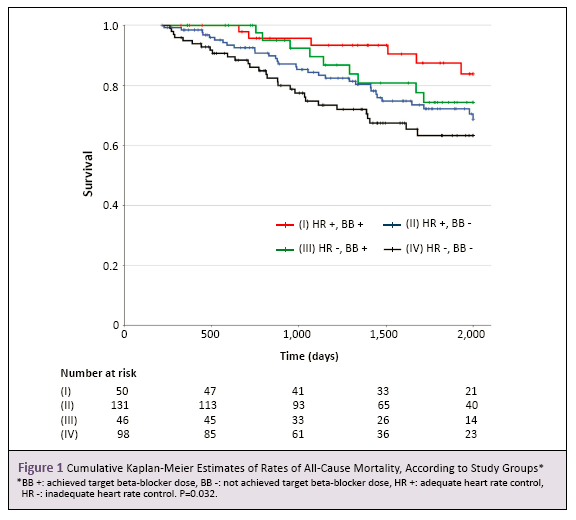 1.0
0.8
0.6
0.4
0.2
0
Survival
(I) HR +, BB + (II) HR +, BB -
(III) HR -, BB + (IV) HR -, BB -
0 500 1,000 1,500 2,000
Time (days)
Number at risk
(I) 50 47 41 33 21
(II) 131 113 93 65 40
(III) 46 45 33 26 14
(IV) 98 85 61 36 23
Figure 1 Cumulative Kaplan-Meier Estimates of Rates of All-Cause Mortality, According to Study Groups*
*BB +: achieved target beta-blocker dose, BB -: not achieved target beta-blocker dose, HR +: adequate heart rate control,
HR -: inadequate heart rate control. P=0.032.